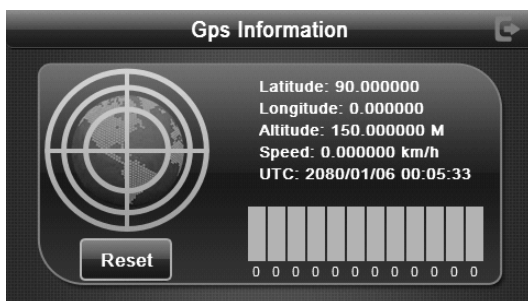 Gps Information
Latitude: 90.000000
Longitude: 0.000000
Altitude: 150.000000 M
Speed: 0.000000 km/h
UTC: 2080/01/06 00:05:33
Reset
0 0 0 0 0 0 0 0 0 0 0 0